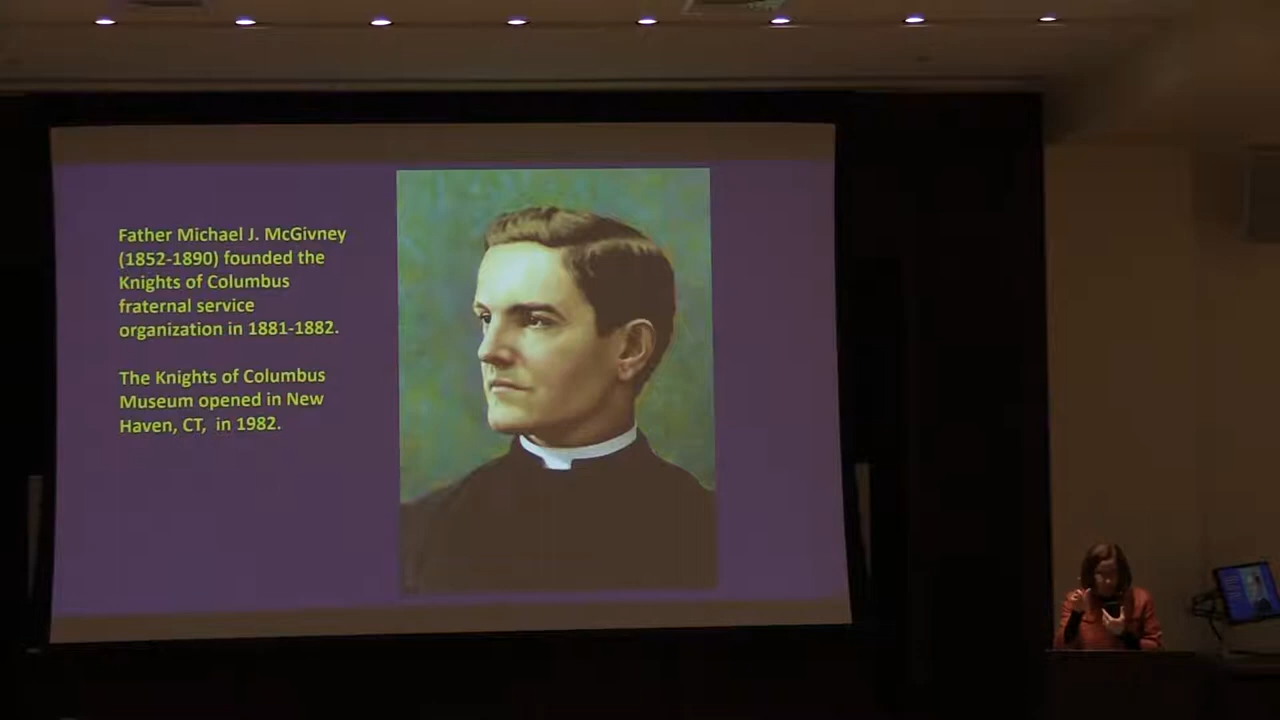 Father Michael J. McGivney
(1852-1890) founded the
Knights of Columbus
fraternal service
organization in 1881-1882.
The Knights of Columbus
Museum opened in New
Haven, CT, in 1982.